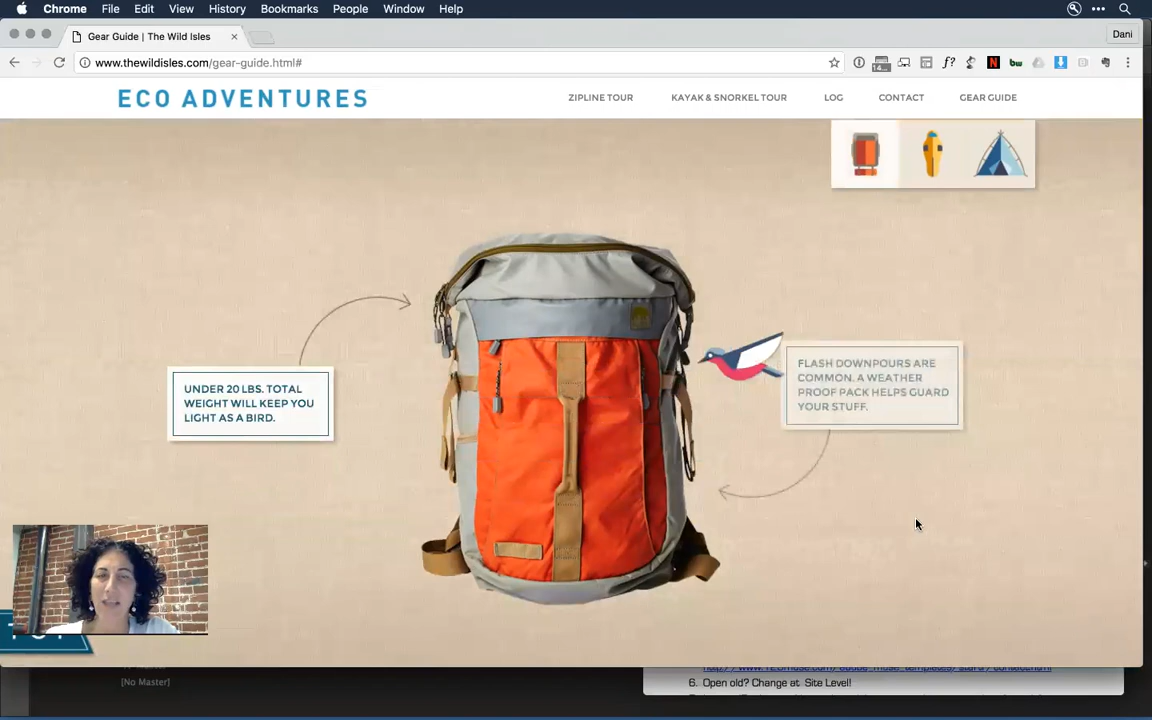 Chrome File Edit View History Bookmarks People Window Help
Gear Guide | The Wild Isles
Dani
www.thewildisles.com/gear-guide.html#
ECO ADVENTURES
ZIPLINE TOUR KAYAK & SNORKEL TOUR LOG CONTACT GEAR GUIDE
UNDER 20 LBS. TOTAL
WEIGHT WILL KEEP YOU
LIGHT AS A BIRD.
FLASH DOWNPOURS ARE
COMMON. A WEATHER
PROOF PACK HELPS GUARD
YOUR STUFF.
[No Master]
6. Open old? Change at Site Level!